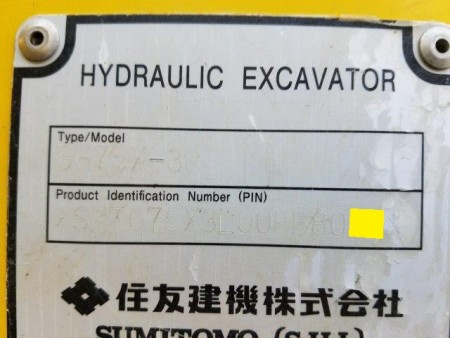 HYDRAULIC EXCAVATOR
Type/Model
Product Identification Number (PIN)
住友建機株式会社
SUMITOMO (S.H.I.)